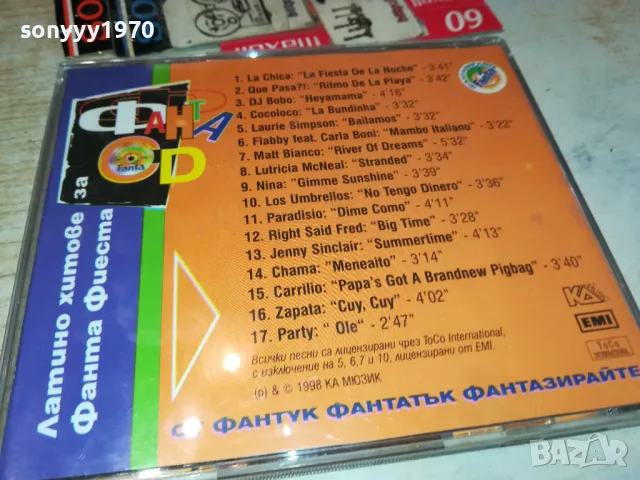 sonyyy1970
maxell
60
ФАНТА
Fanta
CD
Латино хитове за
Фанта Фиеста
1. La Chica: "La Fiesta De La Noche" - 3'41"
2. Que Pasa?!: "Ritmo De La Playa" - 3'42"
3. DJ Bobo: "Heyamama" - 4'16"
4. Cocoloco: "La Bundinha" - 3'32"
5. Laurie Simpson: "Bailamos" - 3'32"
6. Flabby feat. Carla Boni: "Mambo Italiano" - 3'22"
7. Matt Bianco: "River Of Dreams" - 5'32"
8. Lutricia McNeal: "Stranded" - 3'34"
9. Nina: "Gimme Sunshine" - 3'39"
10. Los Umbrellos: "No Tengo Dinero" - 3'36"
11. Paradisio: "Dime Como" - 4'11"
12. Right Said Fred: "Big Time" - 3'28"
13. Jenny Sinclair: "Summertime" - 4'13"
14. Chama: "Meneaito" - 3'14"
15. Carrilio: "Papa's Got A Brandnew Pigbag" - 3'40"
16. Zapata: "Cuy, Cuy" - 4'02"
17. Party: " Ole" - 2'47"
Всички песни са лицензирани чрез ToCo International,
с изключение на 5, 6,7 и 10, лицензирани от EMI.
(p) & © 1998 КА МЮЗИК
КА
EMI
ToCo
INTERNATIONAL
ОТ ФАНТУК ФАНТАТЪК ФАНТАЗИРАЙТЕ
BAZAR
.bg